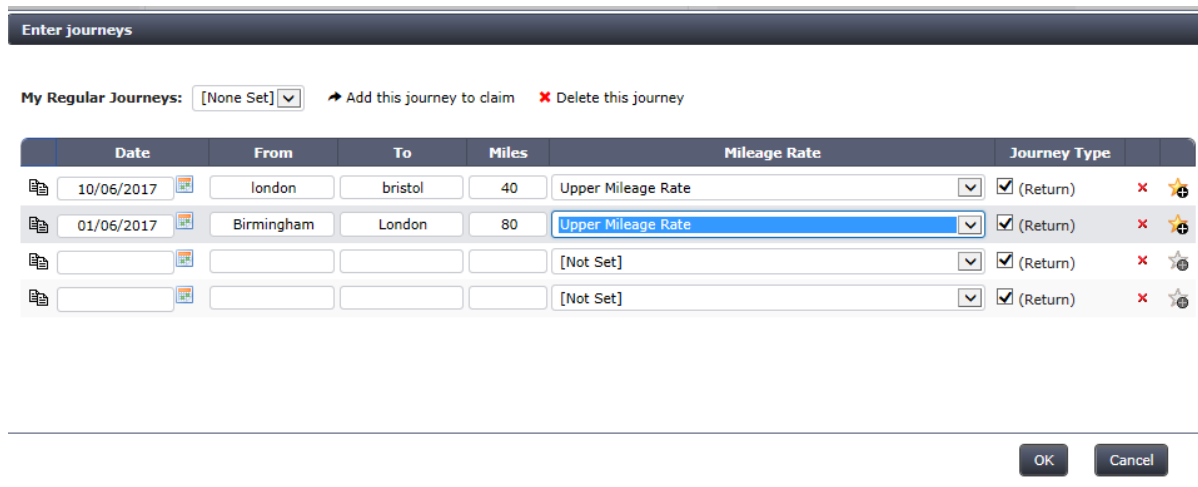 Enter journeys
My Regular Journeys: [None Set] Add this journey to claim Delete this journey
Date From To Miles Mileage Rate Journey Type
10/06/2017 london bristol 40 Upper Mileage Rate (Return)
01/06/2017 Birmingham London 80 Upper Mileage Rate (Return)
[Not Set] (Return)
[Not Set] (Return)
OK Cancel